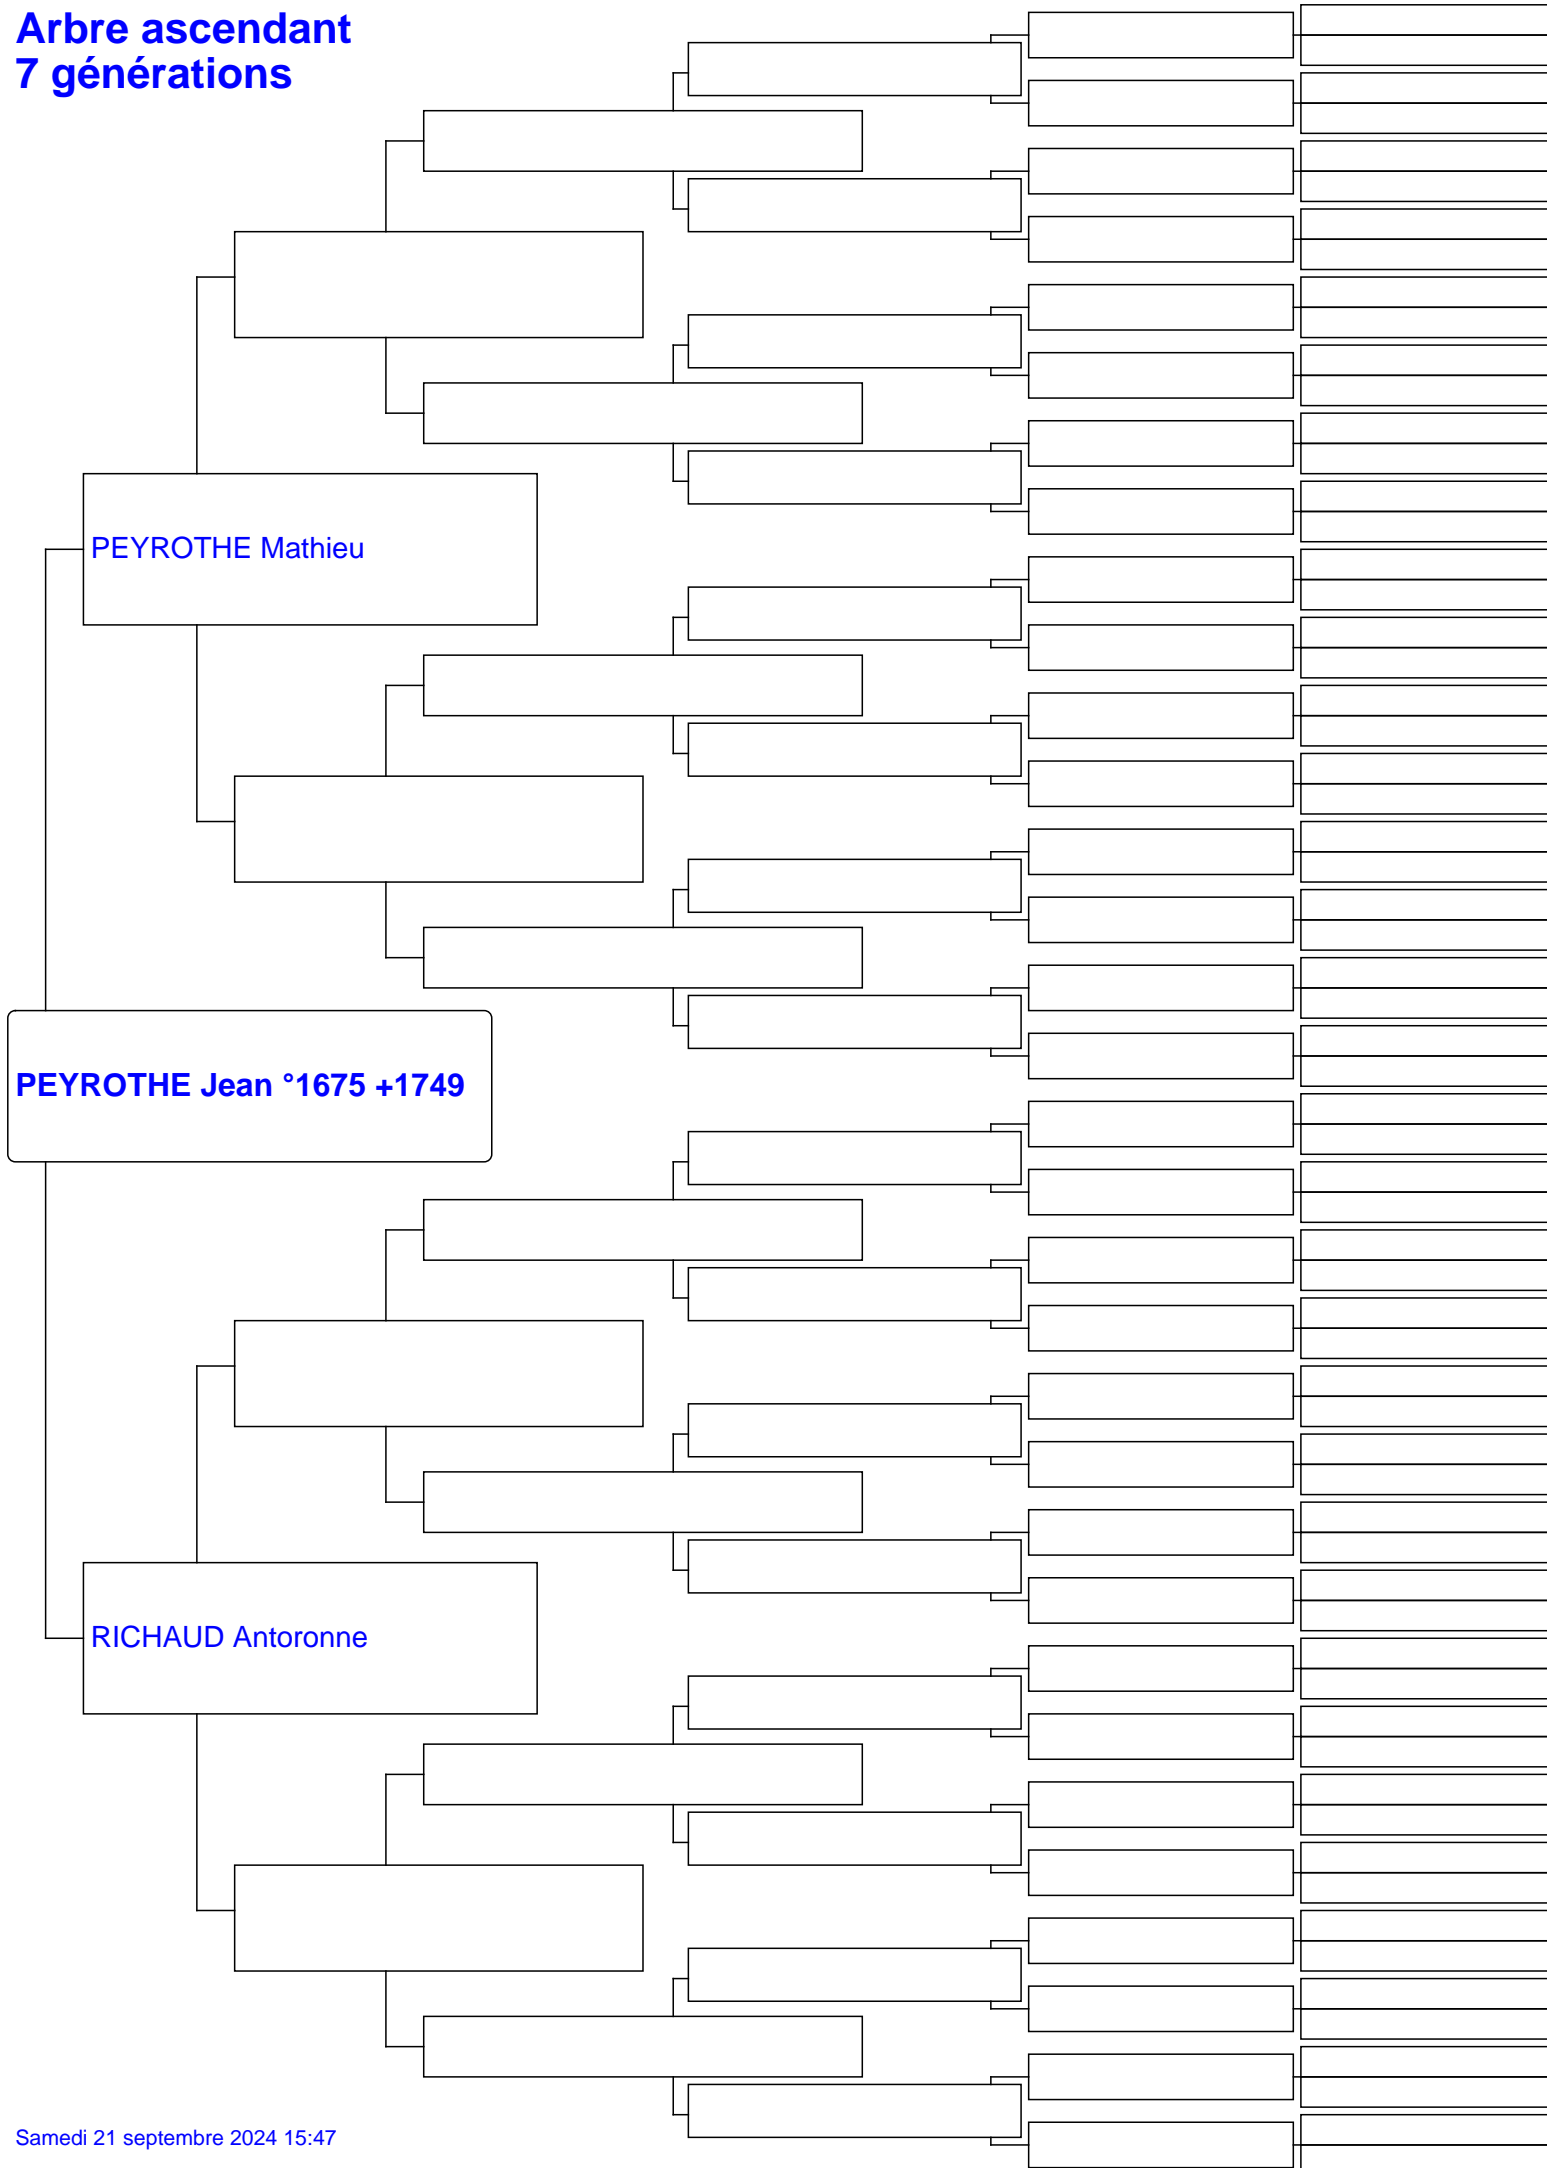 Arbre ascendant
7 générations
PEYROTHE Mathieu
PEYROTHE Jean °1675 +1749
RICHAUD Antoronne
Samedi 21 septembre 2024 15:47